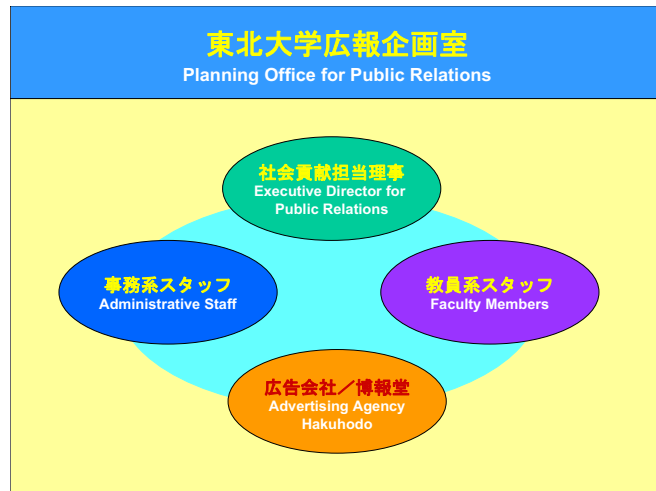 東北大学広報企画室
Planning Office for Public Relations
社会貢献担当理事
Executive Director for
Public Relations
事務系スタッフ
Administrative Staff
教員系スタッフ
Faculty Members
広告会社／博報堂
Advertising Agency
Hakuhodo